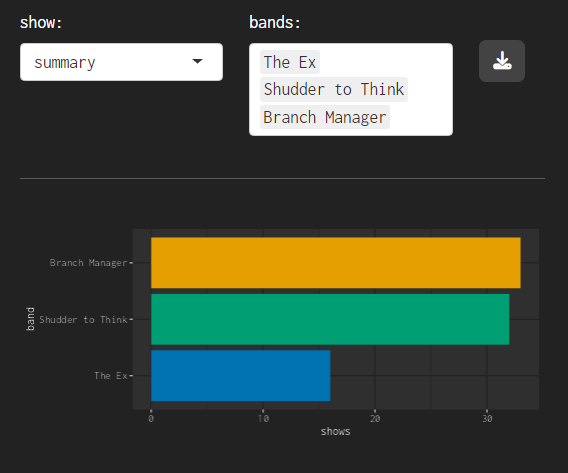 show:
bands:
summary
The Ex
Shudder to Think
Branch Manager
Branch Manager
Shudder to Think
The Ex
band
0
10
20
30
shows